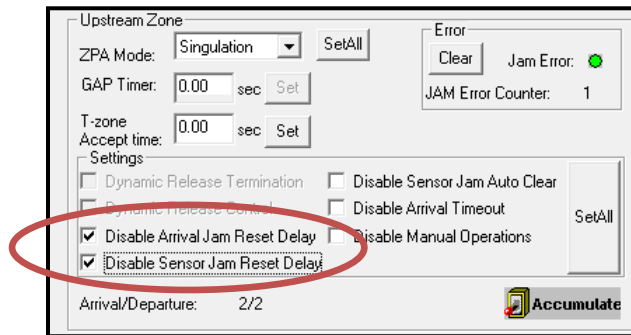 Upstream Zone
ZPA Mode: Singulation SetAll
Error
Clear Jam Error:
GAP Timer: 0.00 sec Set
JAM Error Counter: 1
T-zone
Accept time: 0.00 sec Set
Settings
Dynamic Release Termination Disable Sensor Jam Auto Clear
Dynamic Release Control Disable Arrival Timeout
SetAll
Disable Arrival Jam Reset Delay Disable Manual Operations
Disable Sensor Jam Reset Delay
Arrival/Departure: 2/2 Accumulate